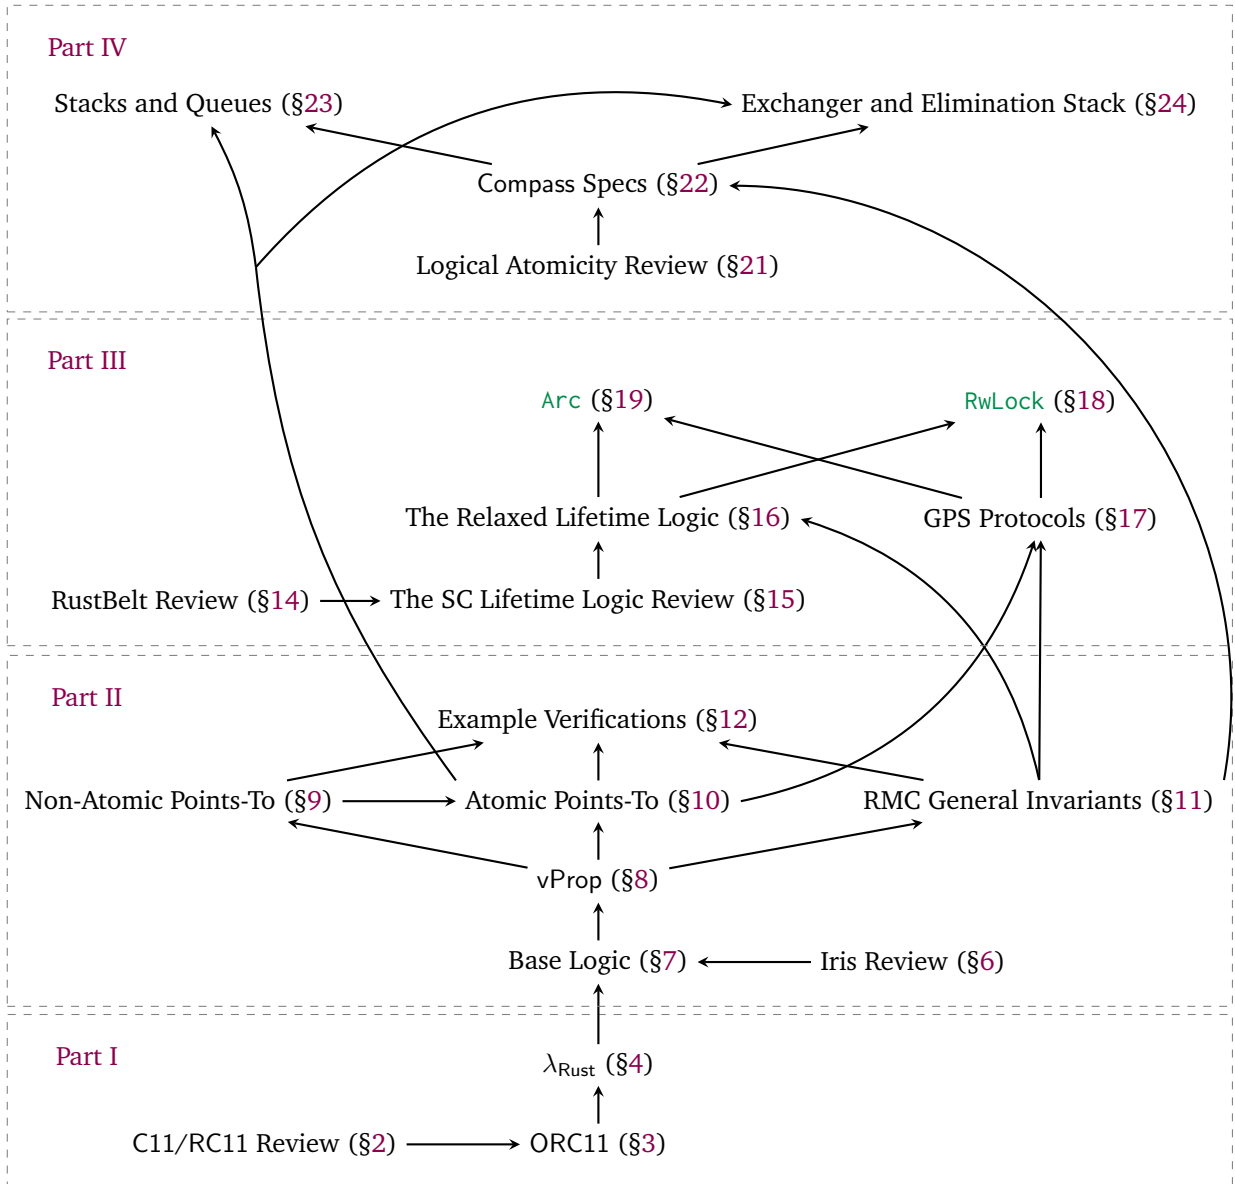 Part IV
Stacks and Queues (§23)
Exchanger and Elimination Stack (§24)
Compass Specs (§22)
Logical Atomicity Review (§21)
Part III
Arc (§19)
RwLock (§18)
The Relaxed Lifetime Logic (§16)
GPS Protocols (§17)
RustBelt Review (§14)
The SC Lifetime Logic Review (§15)
Part II
Example Verifications (§12)
Non-Atomic Points-To (§9)
Atomic Points-To (§10)
RMC General Invariants (§11)
vProp (§8)
Base Logic (§7)
Iris Review (§6)
Part I
λRust (§4)
C11/RC11 Review (§2)
ORC11 (§3)